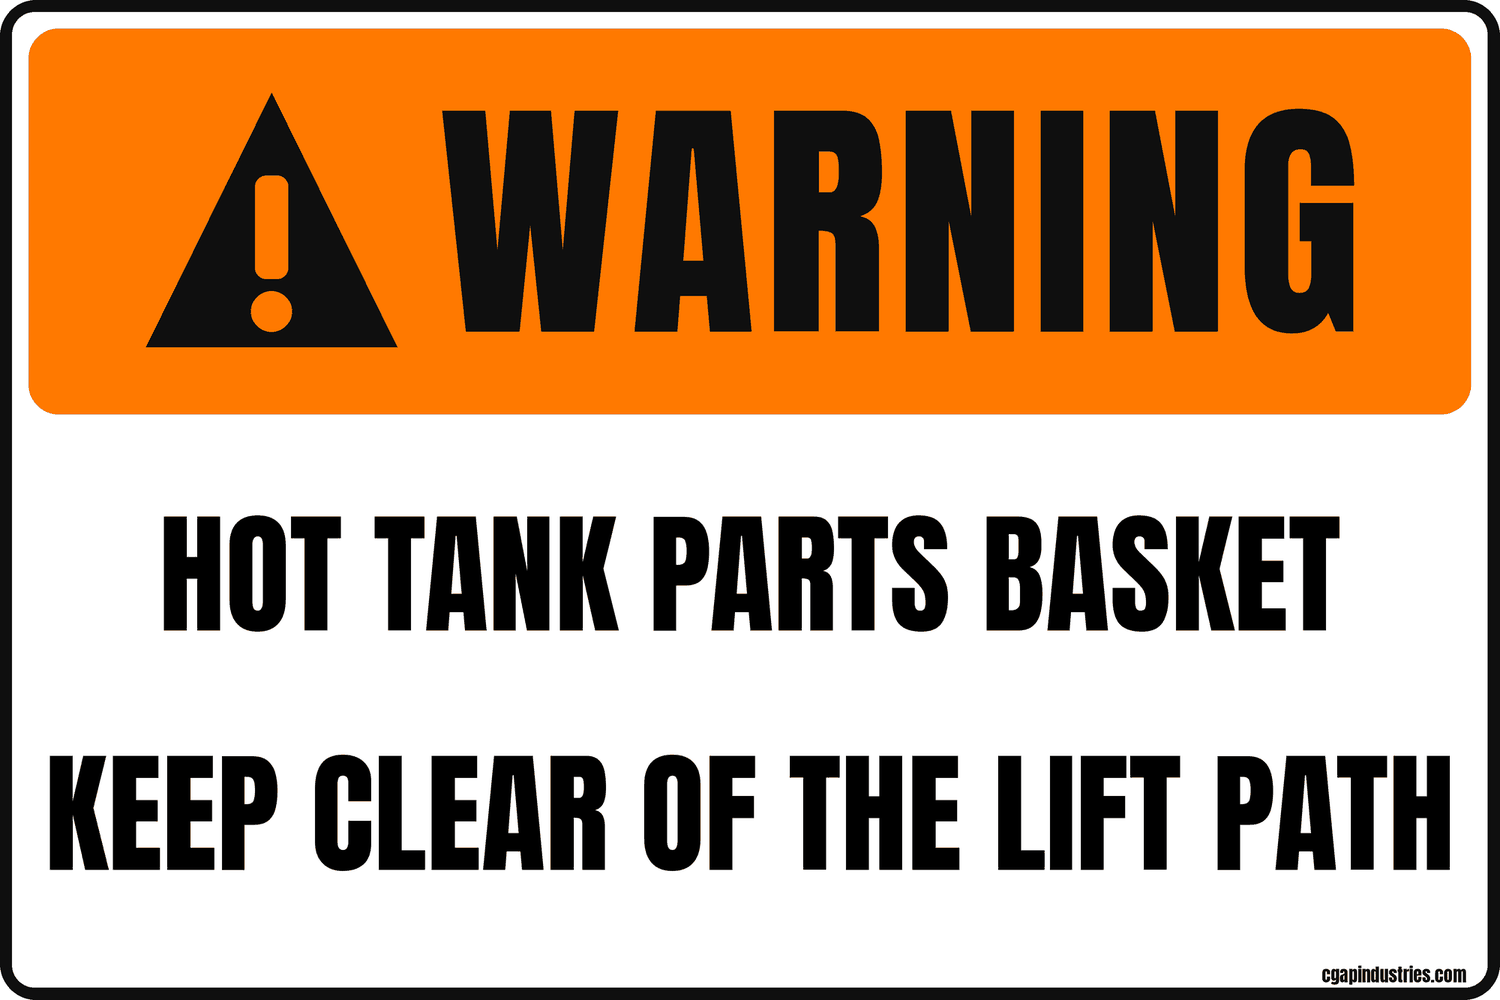 WARNING
HOT TANK PARTS BASKET
KEEP CLEAR OF THE LIFT PATH
cgapindustries.com